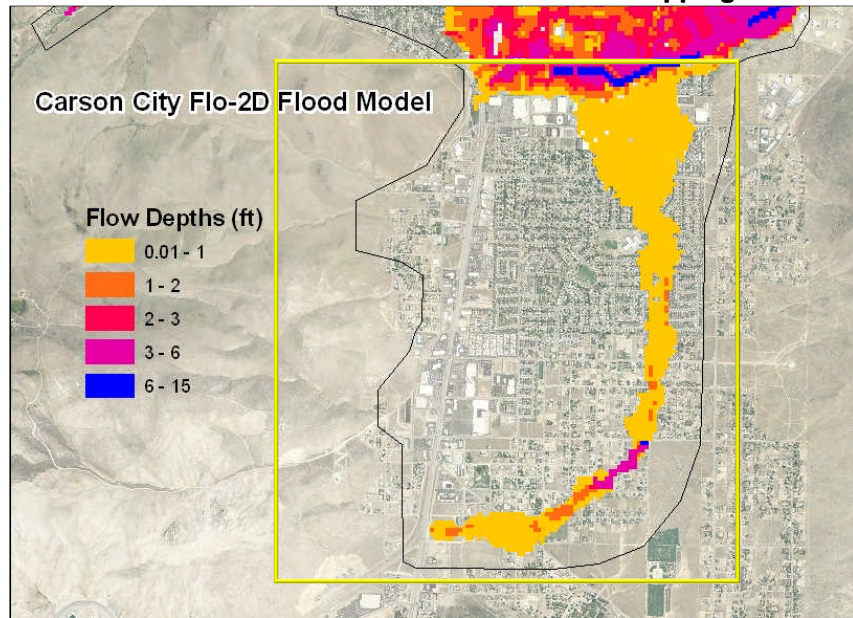 Carson City Flo-2D Flood Model
Flow Depths (ft)
0.01 - 1
1 - 2
2 - 3
3 - 6
6 - 15